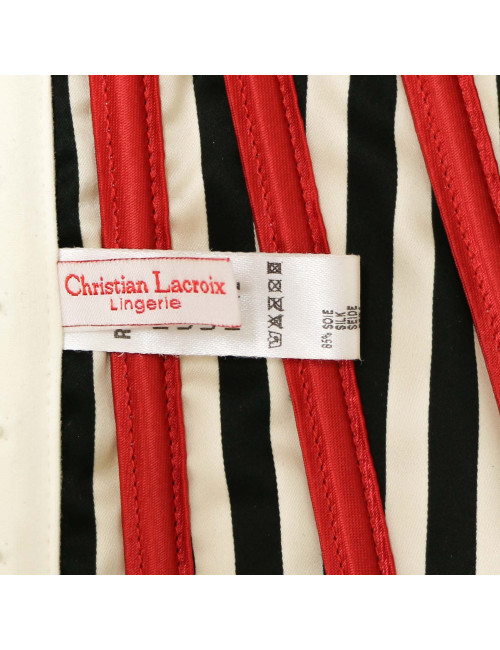 Christian Lacroix
Lingerie
85% SOIE
SILK
SEIDE